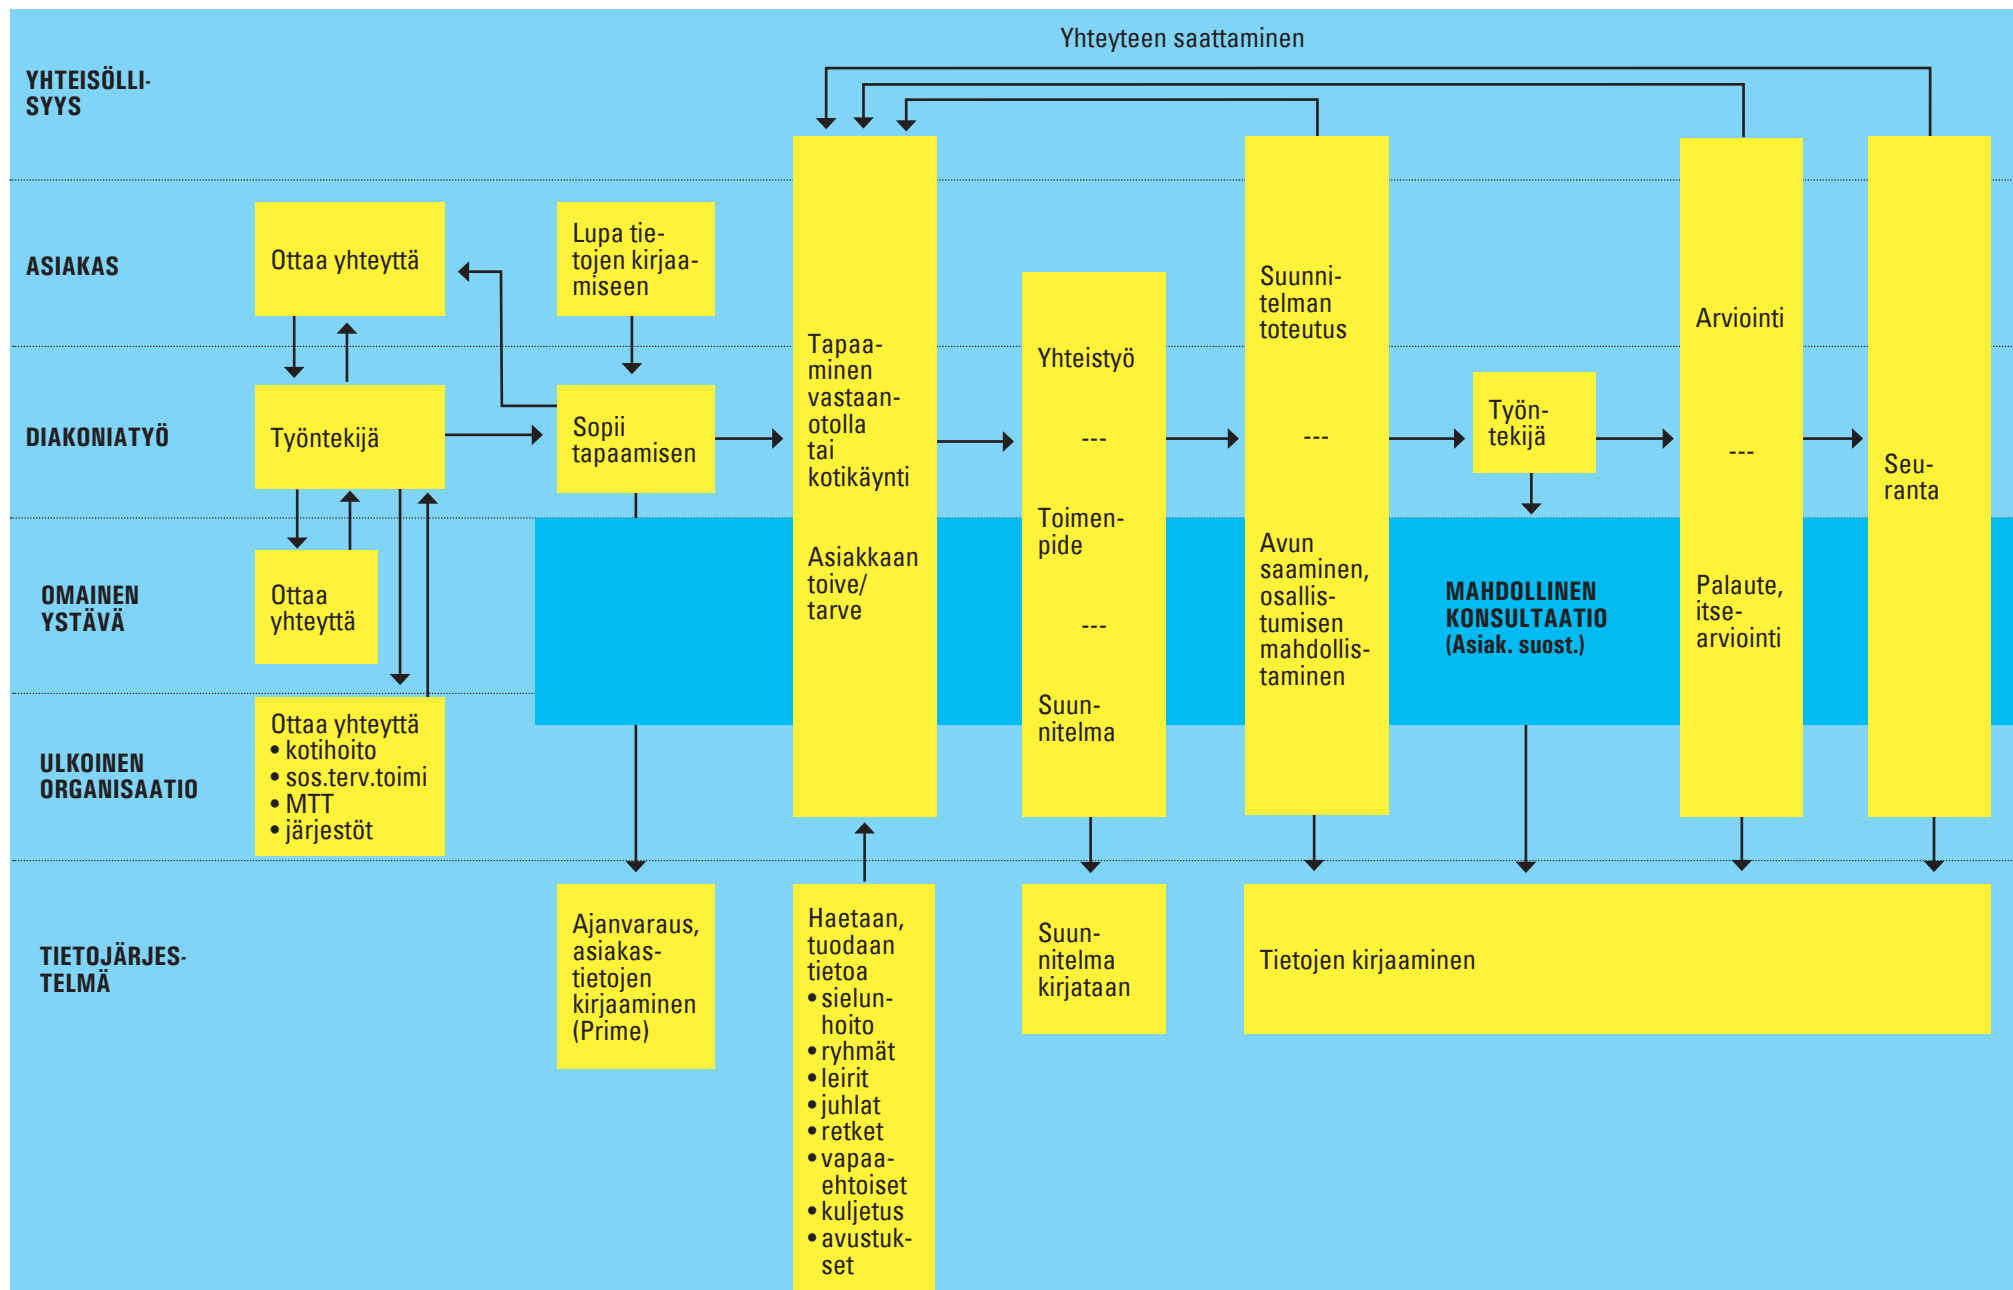 Yhteyteen saattaminen
YHTEISÖLLI-
SYYS
ASIAKAS
Ottaa yhteyttä
Lupa tie-
tojen kirjaa-
miseen
DIAKONIATYÖ
Työntekijä
Sopii
tapaamisen
Tapaa-
minen
vastaan-
otolla
tai
kotikäynti
Asiakkaan
toive/
tarve
Yhteistyö
---
Toimen-
pide
---
Suun-
nitelma
Suunni-
telman
toteutus
---
Avun
saaminen,
osallis-
tumisen
mahdollis-
taminen
Työn-
tekijä
MAHDOLLINEN
KONSULTAATIO
(Asiak. suost.)
Arviointi
---
Palaute,
itse-
arviointi
Seu-
ranta
OMAINEN
YSTÄVÄ
Ottaa
yhteyttä
ULKOINEN
ORGANISAATIO
Ottaa yhteyttä
• kotihoito
• sos.terv.toimi
• MTT
• järjestöt
TIETOJÄRJES-
TELMÄ
Ajanvaraus,
asiakas-
tietojen
kirjaaminen
(Prime)
Haetaan,
tuodaan
tietoa
• sielun-
hoito
• ryhmät
• leirit
• juhlat
• retket
• vapaa-
ehtoiset
• kuljetus
• avustuk-
set
Suun-
nitelma
kirjataan
Tietojen kirjaaminen